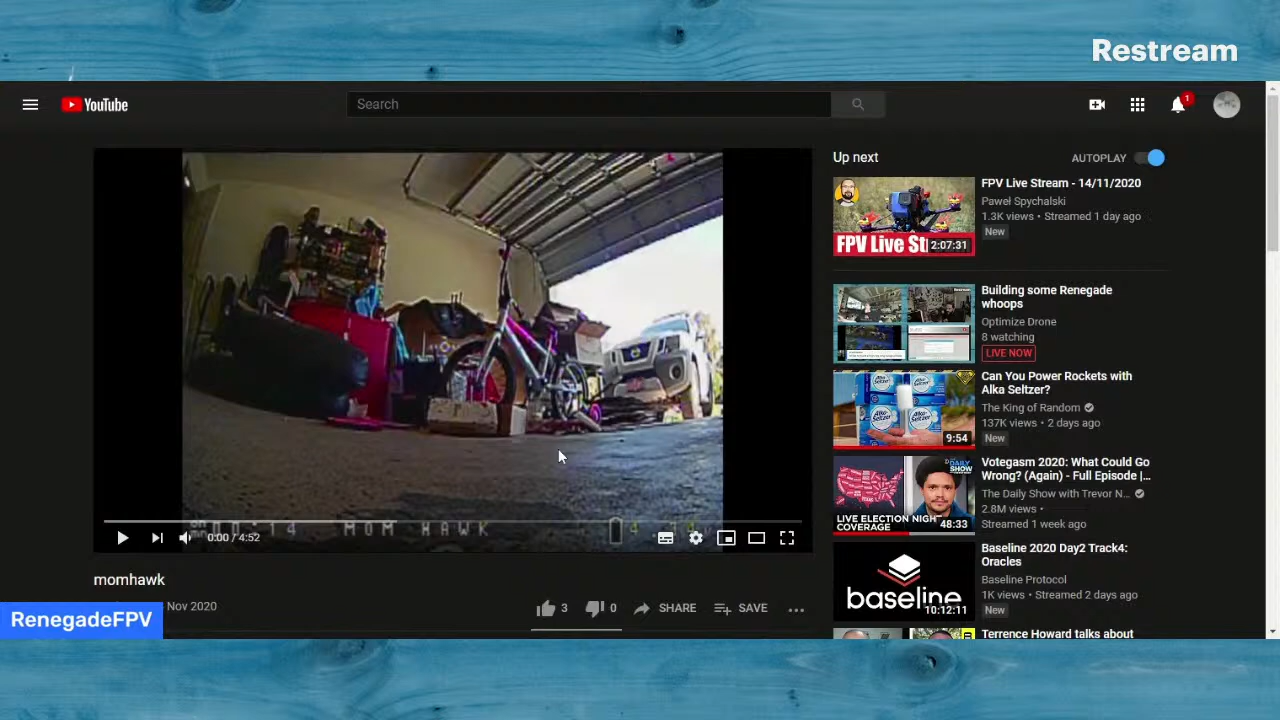 Restream
YouTube
Search
1
Up next
AUTOPLAY
FPV Live Stream - 14/11/2020
Paweł Spychalski
1.3K views • Streamed 1 day ago
New
FPV Live St
2:07:31
Building some Renegade
whoops
Optimize Drone
8 watching
LIVE NOW
Can You Power Rockets with
Alka Seltzer?
The King of Random
137K views • 2 days ago
New
9:54
Votegasm 2020: What Could Go
Wrong? (Again) - Full Episode |...
The Daily Show with Trevor N...
2.8M views •
Streamed 1 week ago
LIVE ELECTION NIGH
COVERAGE
48:33
Baseline 2020 Day2 Track4:
Oracles
Baseline Protocol
1K views • Streamed 2 days ago
New
baseline
10:12:11
Terrence Howard talks about
MOM HAWK
0:00 / 4:52
momhawk
Nov 2020
3
0
SHARE
SAVE
RenegadeFPV